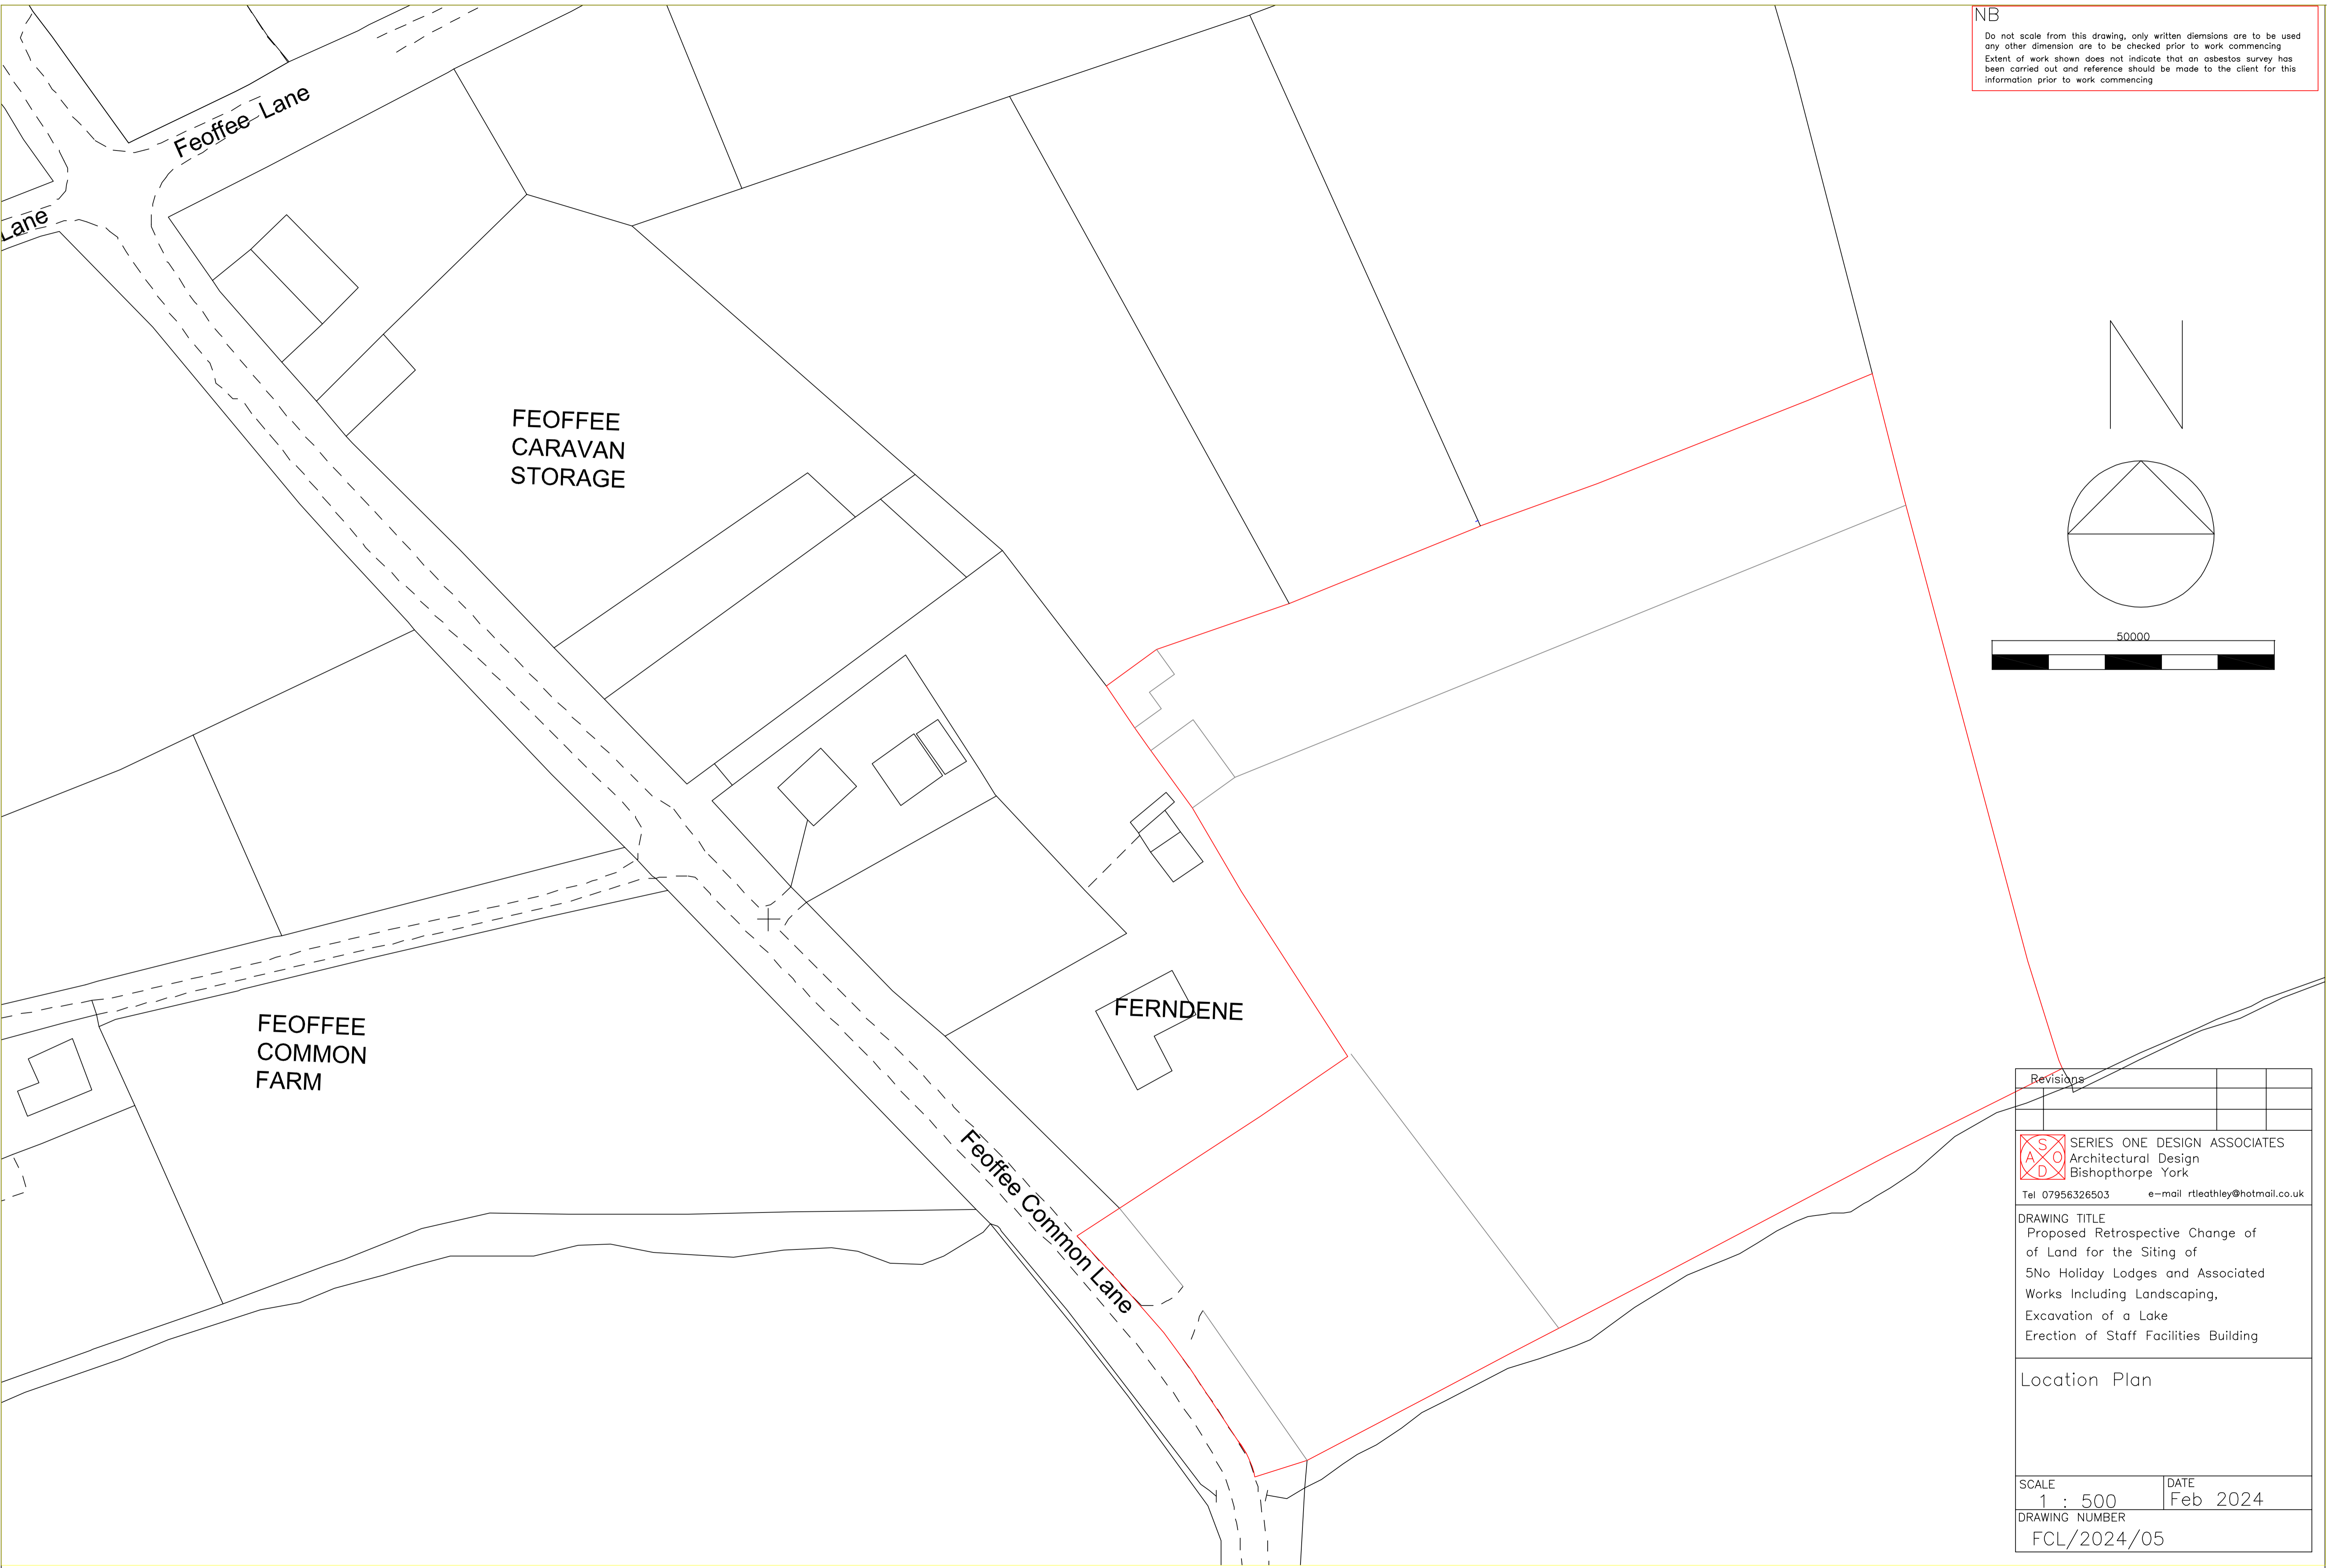 NB
Do not scale from this drawing, only written diemsions are to be used
any other dimension are to be checked prior to work commencing
Extent of work shown does not indicate that an asbestos survey has
been carried out and reference should be made to the client for this
information prior to work commencing
Feoffee Lane
Lane
N
FEOFFEE
CARAVAN
STORAGE
50000
FERNDENE
FEOFFEE
COMMON
FARM
Feoffee Common Lane
Revisions
S
A O
D
SERIES ONE DESIGN ASSOCIATES
Architectural Design
Bishopthorpe York
Tel 07956326503 e-mail rtleathley@hotmail.co.uk
DRAWING TITLE
Proposed Retrospective Change of
of Land for the Siting of
5No Holiday Lodges and Associated
Works Including Landscaping,
Excavation of a Lake
Erection of Staff Facilities Building
Location Plan
SCALE
1 : 500
DATE
Feb 2024
DRAWING NUMBER
FCL/2024/05